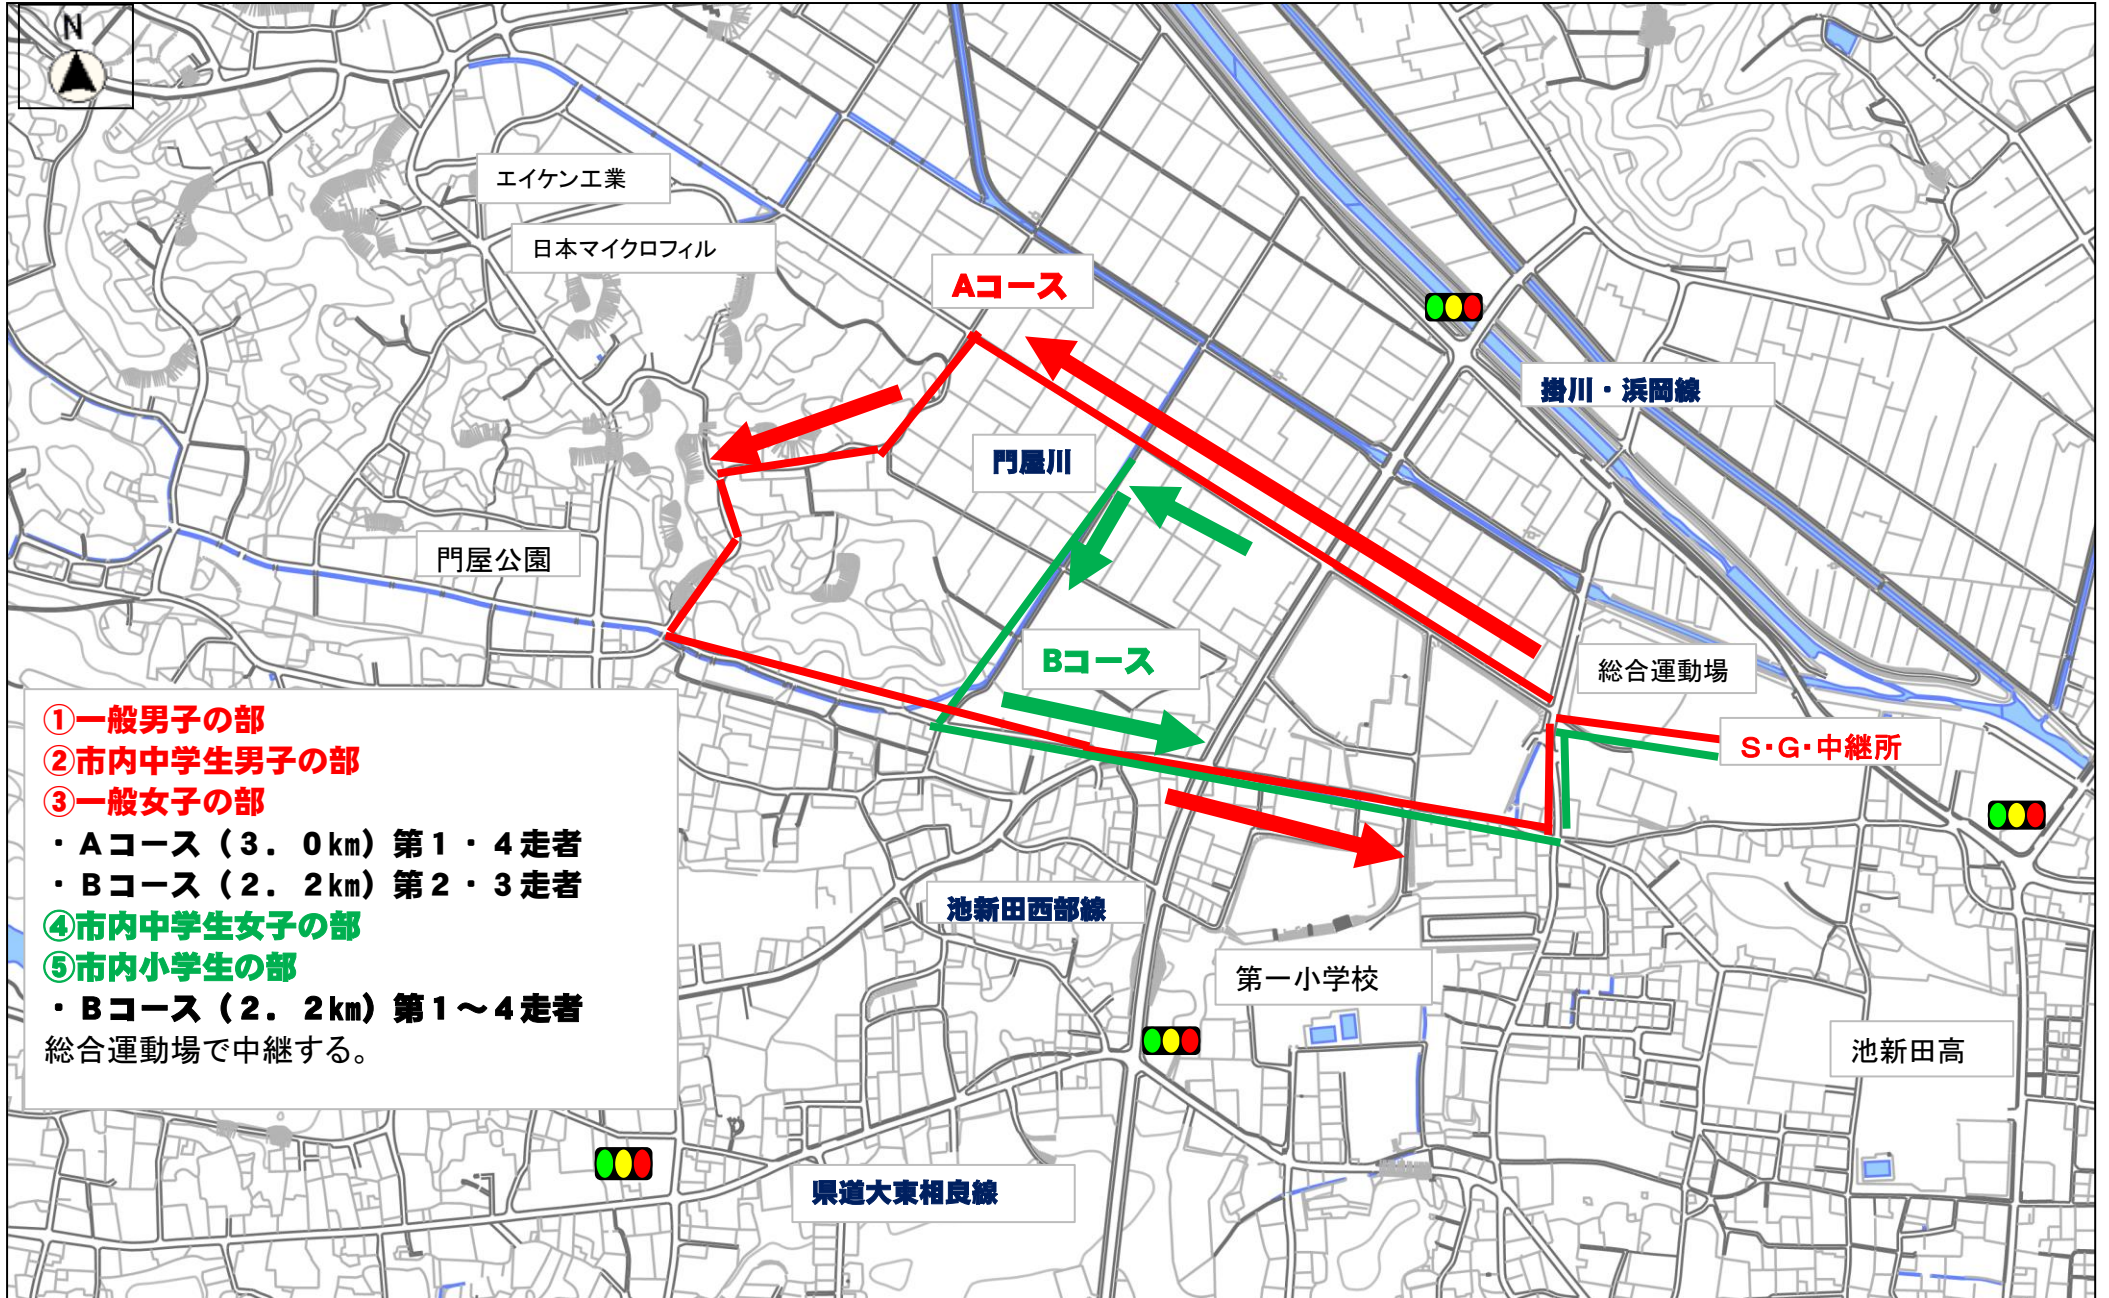 N
エイケン工業
日本マイクロフィル
Aコース
掛川・浜岡線
門屋川
門屋公園
Bコース
総合運動場
S・G・中継所
①一般男子の部
②市内中学生男子の部
③一般女子の部
・Aコース（3．0㎞）第1・4走者
・Bコース（2．2㎞）第2・3走者
④市内中学生女子の部
⑤市内小学生の部
・Bコース（2．2㎞）第1～4走者
総合運動場で中継する。
池新田西部線
第一小学校
池新田高
県道大東相良線